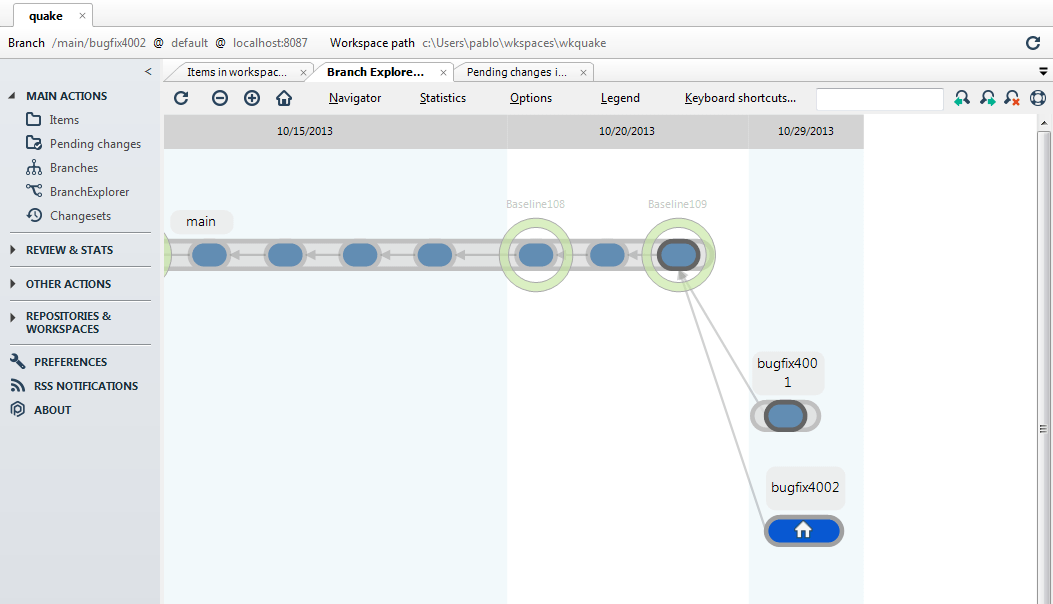 quake
Branch /main/bugfix4002 @ default @ localhost:8087 Workspace path c:\Users\pablo\wkspaces\wkquake
Items in workspac... Branch Explore... Pending changes i...
Navigator Statistics Options Legend Keyboard shortcuts...
MAIN ACTIONS
Items
Pending changes
Branches
BranchExplorer
Changesets
REVIEW & STATS
OTHER ACTIONS
REPOSITORIES &
WORKSPACES
PREFERENCES
RSS NOTIFICATIONS
ABOUT
10/15/2013 10/20/2013 10/29/2013
Baseline108 Baseline109
main
bugfix400
1
bugfix4002